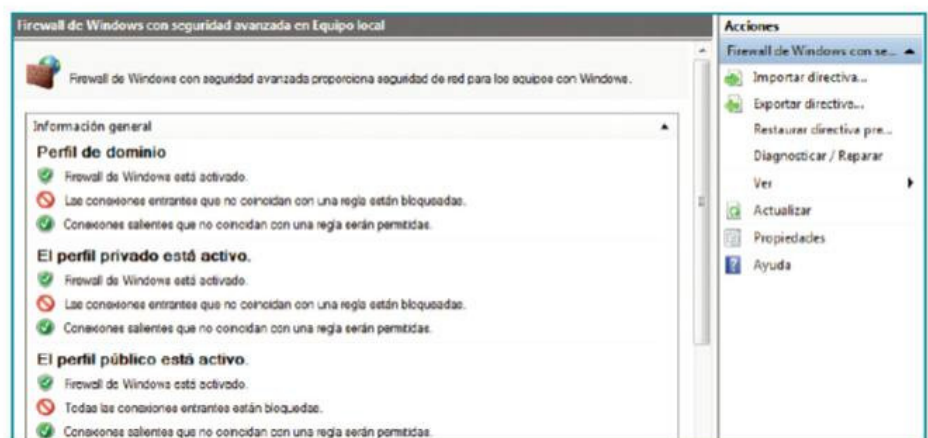 Firewall de Windows con seguridad avanzada en Equipo local
Firewall de Windows con seguridad avanzada proporciona seguridad de red para los equipos con Windows.
Información general
Perfil de dominio
Firewall de Windows está activado.
Las conexiones entrantes que no coincidan con una regla están bloqueadas.
Conexiones salientes que no coincidan con una regla serán permitidas.
El perfil privado está activo.
Firewall de Windows está activado.
Las conexiones entrantes que no coincidan con una regla están bloqueadas.
Conexiones salientes que no coincidan con una regla serán permitidas.
El perfil público está activo.
Firewall de Windows está activado.
Todas las conexiones entrantes están bloquedas.
Conexiones salientes que no coincidan con una regla serán permitidas.
Acciones
Firewall de Windows con se...
Importar directiva...
Exportar directiva...
Restaurar directiva pre...
Diagnosticar / Reparar
Ver
Actualizar
Propiedades
Ayuda